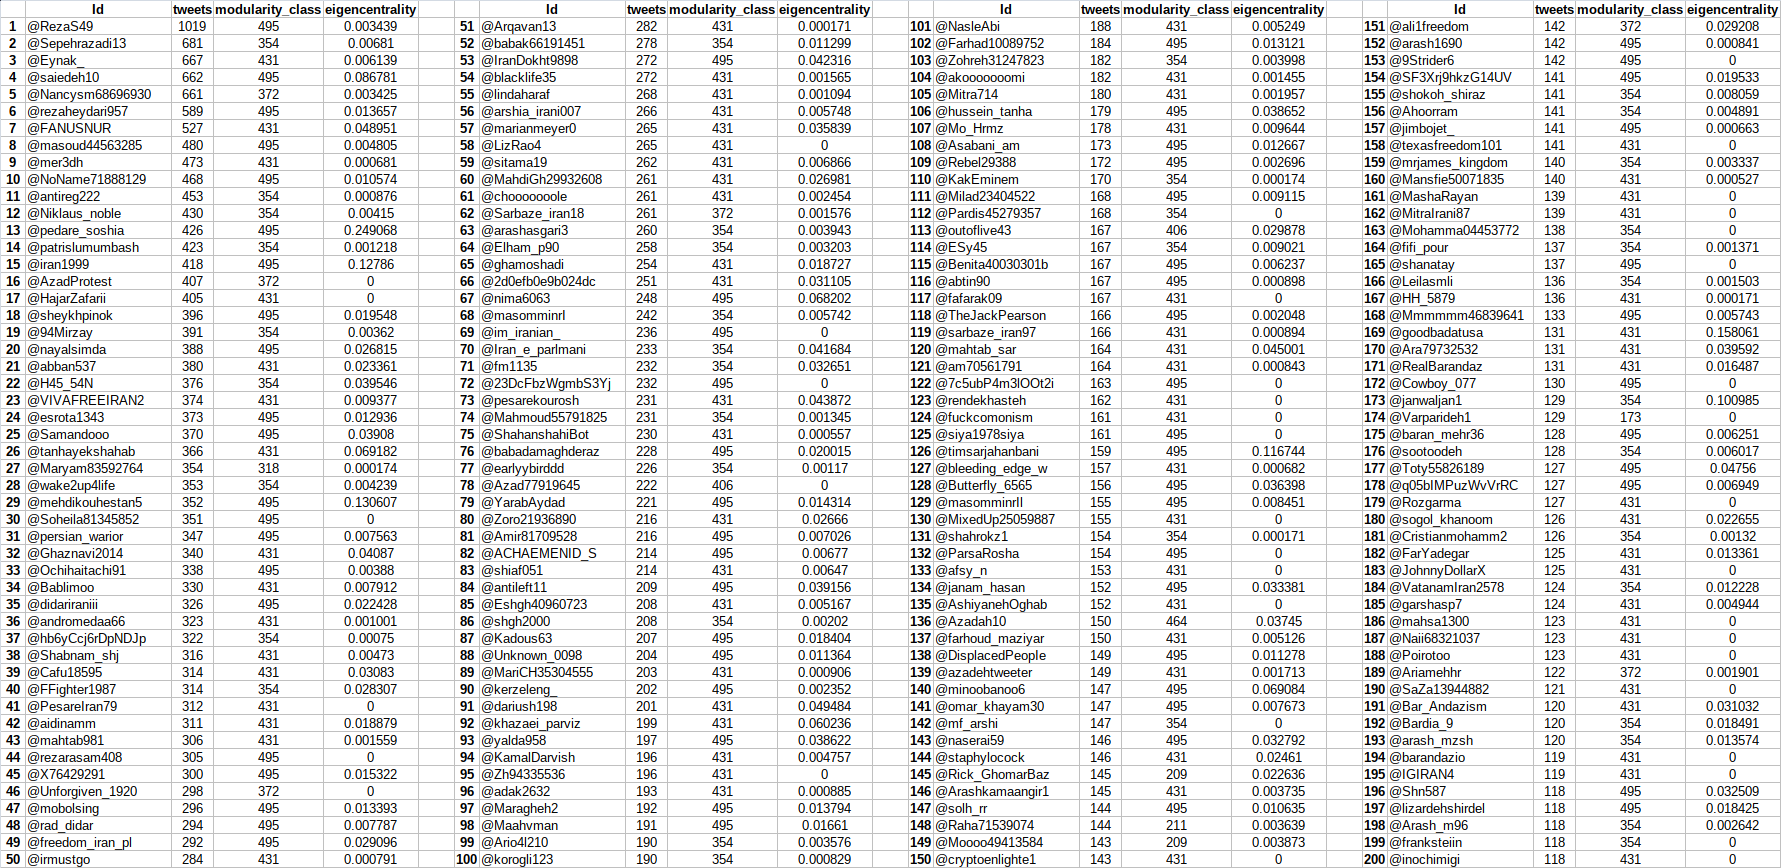 Id tweets modularity_class eigencentrality
1 @RezaS49 1019 495 0.003439
2 @Sepehrazadi13 681 354 0.00681
3 @Eynak_ 667 431 0.006139
4 @saiedeh10 662 495 0.086781
5 @Nancysm68696930 661 372 0.003425
6 @rezaheydari957 589 495 0.013657
7 @FANUSNUR 527 431 0.048951
8 @masoud44563285 480 495 0.004805
9 @mer3dh 473 431 0.000681
10 @NoName71888129 468 495 0.010574
11 @antireg222 453 354 0.000876
12 @Niklaus_noble 430 354 0.00415
13 @pedare_soshia 426 495 0.249068
14 @patrislumumbash 423 354 0.001218
15 @iran1999 418 495 0.12786
16 @AzadProtest 407 372 0
17 @HajarZafarii 405 431 0
18 @sheykhpinok 396 495 0.019548
19 @94Mirzay 391 354 0.00362
20 @nayalsimda 388 495 0.026815
21 @abban537 380 431 0.023361
22 @H45_54N 376 354 0.039546
23 @VIVAFREEIRAN2 374 431 0.009377
24 @esrota1343 373 495 0.012936
25 @Samandooo 370 495 0.03908
26 @tanhayekshahab 366 431 0.069182
27 @Maryam83592764 354 318 0.000174
28 @wake2up4life 353 354 0.004239
29 @mehdikouhestan5 352 495 0.130607
30 @Soheila81345852 351 495 0
31 @persian_warior 347 495 0.007563
32 @Ghaznavi2014 340 431 0.04087
33 @Ochihaitachi91 338 495 0.00388
34 @Bablimoo 330 431 0.007912
35 @didariraniii 326 495 0.022428
36 @andromedaa66 323 431 0.001001
37 @hb6yCcj6rDpNDJp 322 354 0.00075
38 @Shabnam_shj 316 431 0.00473
39 @Cafu18595 314 431 0.03083
40 @FFighter1987 314 354 0.028307
41 @PesareIran79 312 431 0
42 @aidinamm 311 431 0.018879
43 @mahtab981 306 431 0.001559
44 @rezarasam408 305 495 0
45 @X76429291 300 495 0.015322
46 @Unforgiven_1920 298 372 0
47 @mobolsing 296 495 0.013393
48 @rad_didar 294 495 0.007787
49 @freedom_iran_pl 292 495 0.029096
50 @irmustgo 284 431 0.000791
Id tweets modularity_class eigencentrality
51 @Arqavan13 282 431 0.000171
52 @babak66191451 278 354 0.011299
53 @IranDokht9898 272 495 0.042316
54 @blacklife35 272 431 0.001565
55 @lindaharaf 268 431 0.001094
56 @arshia_irani007 266 431 0.005748
57 @marianmeyer0 265 431 0.035839
58 @LizRao4 265 431 0
59 @sitama19 262 431 0.006866
60 @MahdiGh29932608 261 431 0.026981
61 @chooooooole 261 431 0.002454
62 @Sarbaze_iran18 261 372 0.001576
63 @arashasgari3 260 354 0.003943
64 @Elham_p90 258 354 0.003203
65 @ghamoshadi 254 431 0.018727
66 @2d0efb0e9b024dc 251 431 0.031105
67 @nima6063 248 495 0.068202
68 @masomminrl 242 354 0.005742
69 @im_iranian_ 236 495 0
70 @Iran_e_parlmani 233 354 0.041684
71 @fm1135 232 354 0.032651
72 @23DcFbzWgmbS3Yj 232 495 0
73 @pesarekourosh 231 431 0.043872
74 @Mahmoud55791825 231 354 0.001345
75 @ShahanshahiBot 230 431 0.000557
76 @babadamaghderaz 228 495 0.020015
77 @earlyybirddd 226 354 0.00117
78 @Azad77919645 222 406 0
79 @YarabAydad 221 495 0.014314
80 @Zoro21936890 216 431 0.02666
81 @Amir81709528 216 495 0.007026
82 @ACHAEMENID_S 214 495 0.00677
83 @shiaf051 214 431 0.00647
84 @antileft11 209 495 0.039156
85 @Eshgh40960723 208 431 0.005167
86 @shgh2000 208 354 0.00202
87 @Kadous63 207 495 0.018404
88 @Unknown_0098 204 495 0.011364
89 @MariCH35304555 203 431 0.000906
90 @kerzeleng_ 202 495 0.002352
91 @dariush198 201 431 0.049484
92 @khazaei_parviz 199 431 0.060236
93 @yalda958 197 495 0.038622
94 @KamalDarvish 196 431 0.004757
95 @Zh94335536 196 431 0
96 @adak2632 193 431 0.000885
97 @Maragheh2 192 495 0.013794
98 @Maahvman 191 495 0.01661
99 @Ario4l210 190 354 0.003576
100 @korogli123 190 354 0.000829
Id tweets modularity_class eigencentrality
101 @NasleAbi 188 431 0.005249
102 @Farhad10089752 184 495 0.013121
103 @Zohreh31247823 182 354 0.003998
104 @akooooooomi 182 431 0.001455
105 @Mitra714 180 431 0.001957
106 @hussein_tanha 179 495 0.038652
107 @Mo_Hrmz 178 431 0.009644
108 @Asabani_am 173 495 0.012667
109 @Rebel29388 172 495 0.002696
110 @KakEminem 170 354 0.000174
111 @Milad23404522 168 495 0.009115
112 @Pardis45279357 168 354 0
113 @outoflive43 167 406 0.029878
114 @ESy45 167 354 0.009021
115 @Benita40030301b 167 495 0.006237
116 @abtin90 167 495 0.000898
117 @fafarak09 167 431 0
118 @TheJackPearson 166 495 0.002048
119 @sarbaze_iran97 166 431 0.000894
120 @mahtab_sar 164 431 0.045001
121 @am70561791 164 431 0.000843
122 @7c5ubP4m3lOOt2i 163 495 0
123 @rendekhasteh 162 431 0
124 @fuckcomonism 161 431 0
125 @siya1978siya 161 495 0
126 @timsarjahanbani 159 495 0.116744
127 @bleeding_edge_w 157 431 0.000682
128 @Butterfly_6565 156 495 0.036398
129 @masomminrll 155 495 0.008451
130 @MixedUp25059887 155 431 0
131 @shahrokz1 154 354 0.000171
132 @ParsaRosha 154 495 0
133 @afsy_n 153 431 0
134 @janam_hasan 152 495 0.033381
135 @AshiyanehOghab 152 431 0
136 @Azadah10 150 464 0.03745
137 @farhoud_maziyar 150 431 0.005126
138 @DisplacedPeople 149 495 0.011278
139 @azadehtweeter 149 431 0.001713
140 @minoobanoo6 147 495 0.069084
141 @omar_khayam30 147 495 0.007673
142 @mf_arshi 147 354 0
143 @naserai59 146 495 0.032792
144 @staphylocock 146 431 0.02461
145 @Rick_GhomarBaz 145 209 0.022636
146 @Arashkamaangir1 145 431 0.003735
147 @solh_rr 144 495 0.010635
148 @Raha71539074 144 211 0.003639
149 @Moooo49413584 143 209 0.003873
150 @cryptoenlighte1 143 431 0
Id tweets modularity_class eigencentrality
151 @ali1freedom 142 372 0.029208
152 @arash1690 142 495 0.000841
153 @9Strider6 142 495 0
154 @SF3Xrj9hkzG14UV 141 495 0.019533
155 @shokoh_shiraz 141 354 0.008059
156 @Ahoorram 141 354 0.004891
157 @jimbojet_ 141 495 0.000663
158 @texasfreedom101 141 431 0
159 @mrjames_kingdom 140 354 0.003337
160 @Mansfie50071835 140 431 0.000527
161 @MashaRayan 139 431 0
162 @MitraIrani87 139 431 0
163 @Mohamma04453772 138 354 0
164 @fifi_pour 137 354 0.001371
165 @shanatay 137 495 0
166 @Leilasmli 136 354 0.001503
167 @HH_5879 136 431 0.000171
168 @Mmmmmm46839641 133 495 0.005743
169 @goodbadatusa 131 431 0.158061
170 @Ara79732532 131 431 0.039592
171 @RealBarandaz 131 431 0.016487
172 @Cowboy_077 130 495 0
173 @janwaljan1 129 354 0.100985
174 @Varparideh1 129 173 0
175 @baran_mehr36 128 495 0.006251
176 @sootoodeh 128 354 0.006017
177 @Toty55826189 127 495 0.04756
178 @q05bIMPuzWvVrRC 127 495 0.006949
179 @Rozgarma 127 431 0
180 @sogol_khanoom 126 431 0.022655
181 @Cristianmohamm2 126 354 0.00132
182 @FarYadegar 125 431 0.013361
183 @JohnnyDollarX 125 431 0
184 @VatanamIran2578 124 354 0.012228
185 @garshasp7 124 431 0.004944
186 @mahsa1300 123 431 0
187 @Naii68321037 123 431 0
188 @Poirotoo 123 431 0
189 @Ariamehhr 122 372 0.001901
190 @SaZa13944882 121 431 0
191 @Bar_Andazism 120 431 0.031032
192 @Bardia_9 120 354 0.018491
193 @arash_mzsh 120 354 0.013574
194 @barandazio 119 431 0
195 @IGIRAN4 119 431 0
196 @Shn587 118 495 0.032509
197 @lizardehshirdel 118 495 0.018425
198 @Arash_m96 118 354 0.002642
199 @franksteiin 118 431 0
200 @inochimigi 118 431 0